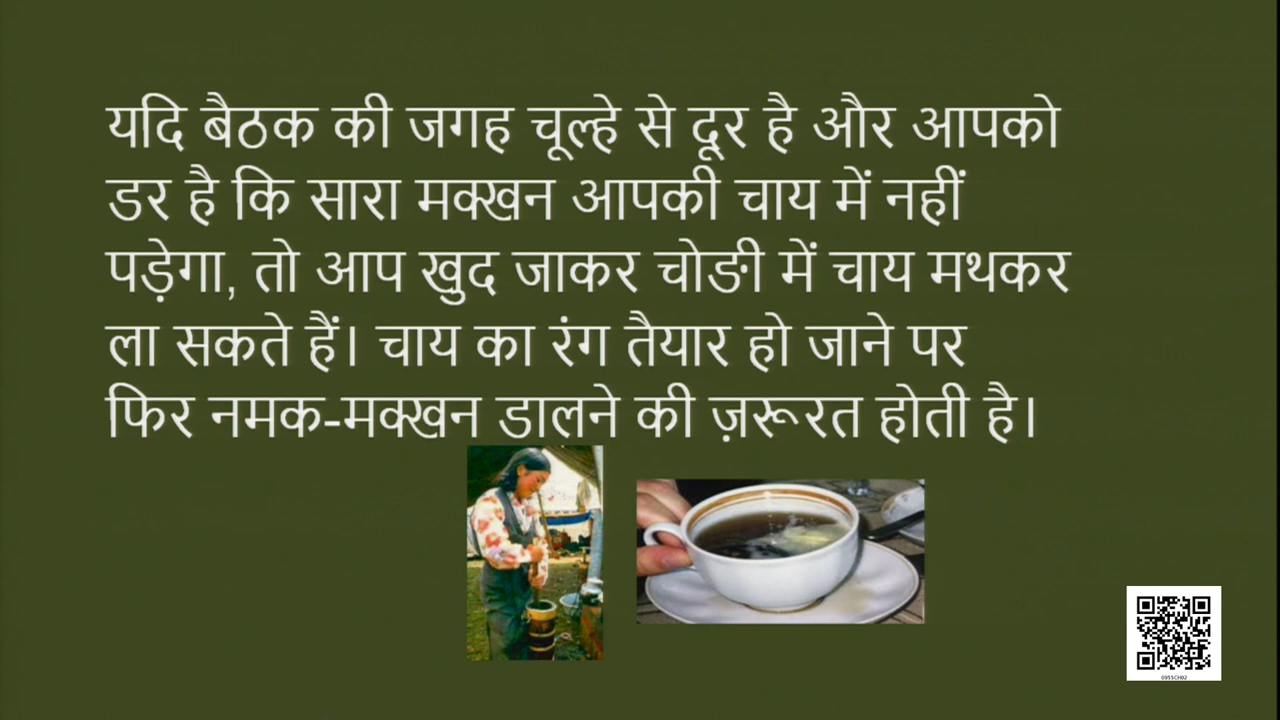 यदि बैठक की जगह चूल्हे से दूर है और आपको
डर है कि सारा मक्खन आपकी चाय में नहीं
पड़ेगा, तो आप खुद जाकर चोङी में चाय मथकर
ला सकते हैं। चाय का रंग तैयार हो जाने पर
फिर नमक-मक्खन डालने की ज़रूरत होती है।
0955CH02